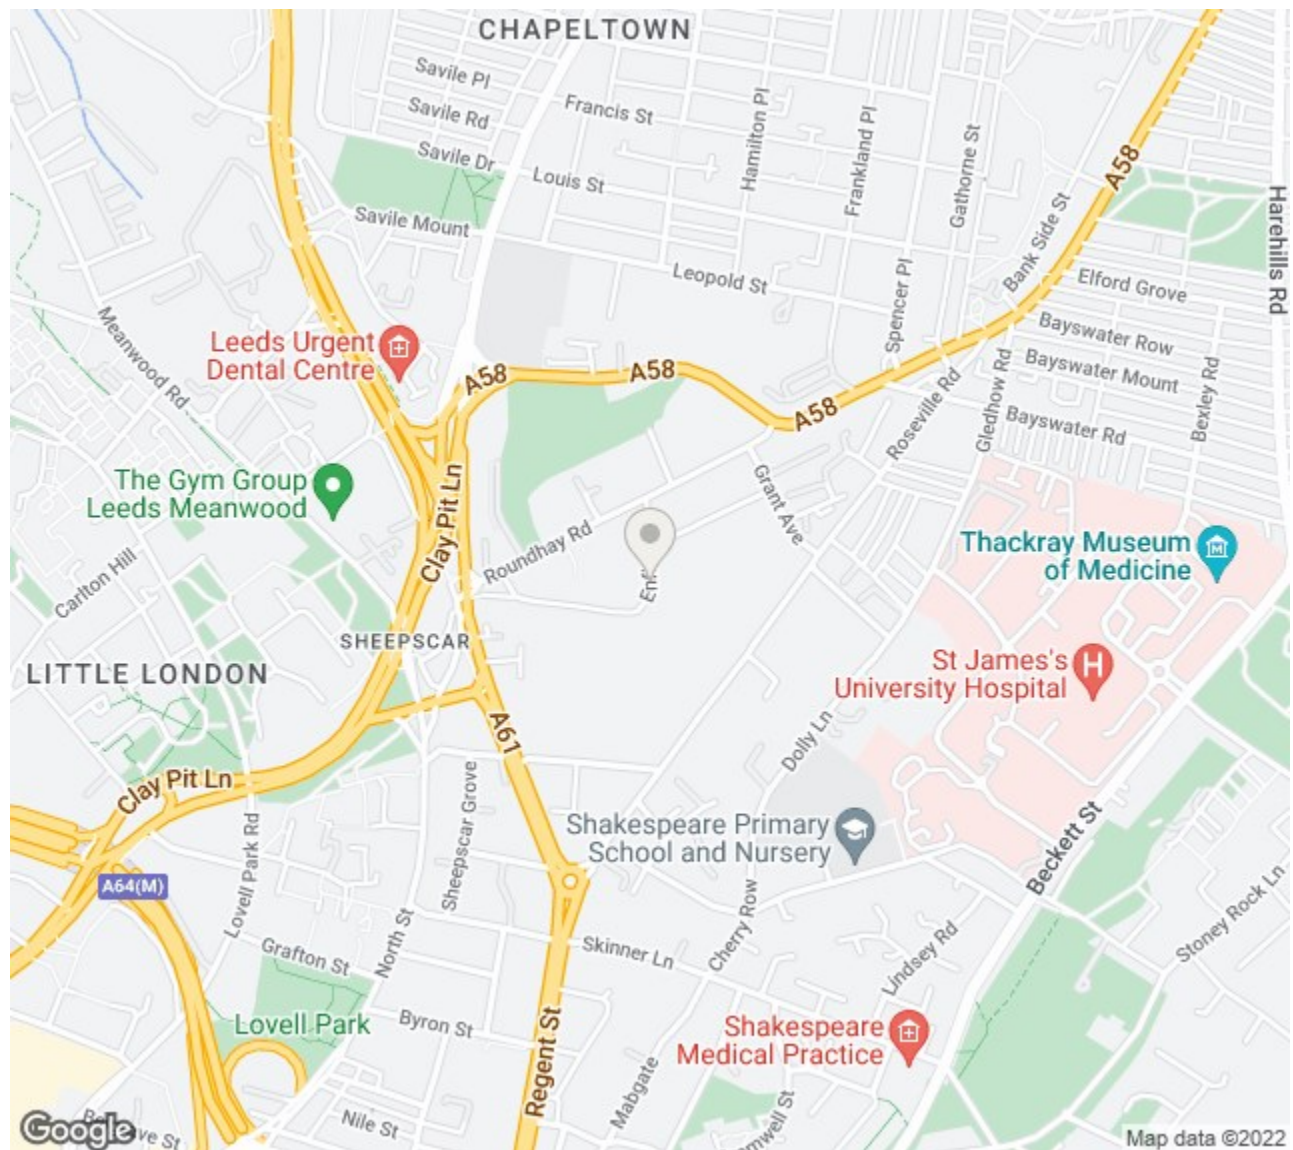 CHAPELTOWN
Savile Pl
Savile Rd
Savile Dr
Francis St
Hamilton Pl
Frankland Pl
Gathorne St
A58
Louis St
Savile Mount
Leopold St
Spencer Pl
Bank Side St
Harehills Rd
Elford Grove
Bayswater Row
Bayswater Mount
Bayswater Rd
Bexley Rd
Meanwood Rd
Leeds Urgent
Dental Centre
A58
A58
A58
Roseville Rd
Gledhow Rd
The Gym Group
Leeds Meanwood
Clay Pit Ln
Roundhay Rd
Grant Ave
Thackray Museum
of Medicine
Carlton Hill
SHEEPSCAR
LITTLE LONDON
St James's
University Hospital
A61
Dolly Ln
Clay Pit Ln
Sheepscar Grove
Shakespeare Primary
School and Nursery
Beckett St
Lovell Park Rd
A64(M)
North St
Cherry Row
Stoney Rock Ln
Grafton St
Skinner Ln
Lindsey Rd
Lovell Park
Byron St
Regent St
Shakespeare
Medical Practice
Mabgate
Nile St
Google
Map data ©2022